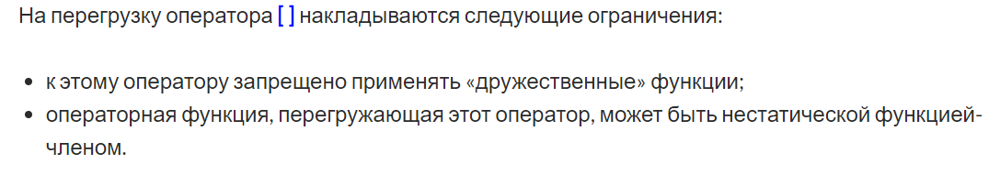 На перегрузку оператора [ ] накладываются следующие ограничения:
• к этому оператору запрещено применять «дружественные» функции;
• операторная функция, перегружающая этот оператор, может быть нестатической функцией-
членом.